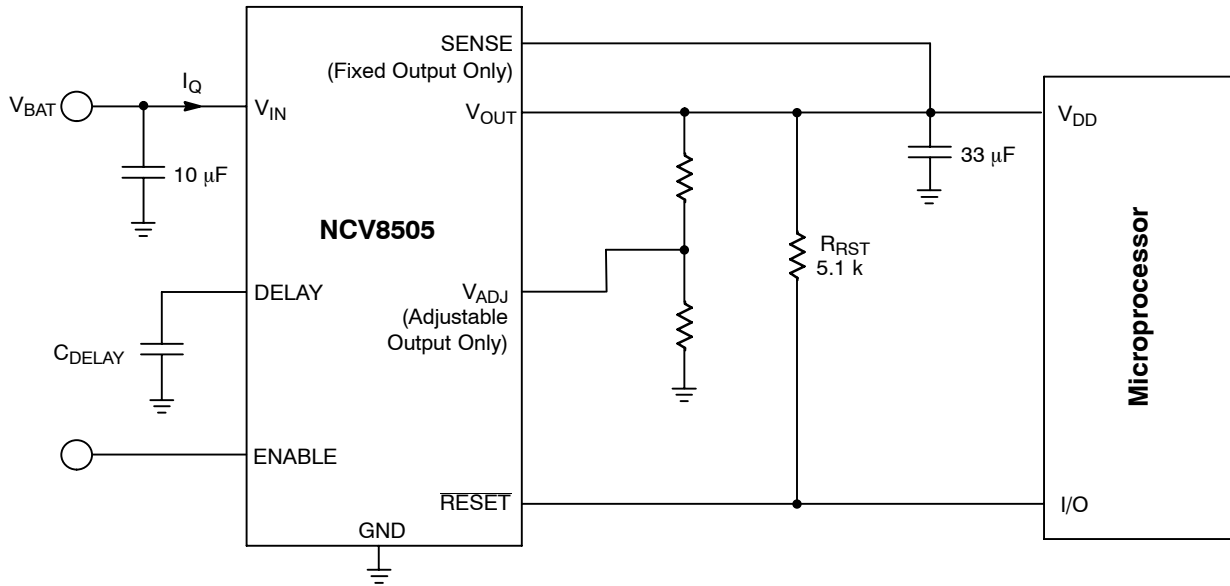 SENSE
(Fixed Output Only)
I_Q
V_BAT
V_IN
V_OUT
V_DD
10 μF
33 μF
NCV8505
R_RST
5.1 k
DELAY
V_ADJ
(Adjustable
Output Only)
C_DELAY
Microprocessor
ENABLE
RESET
I/O
GND